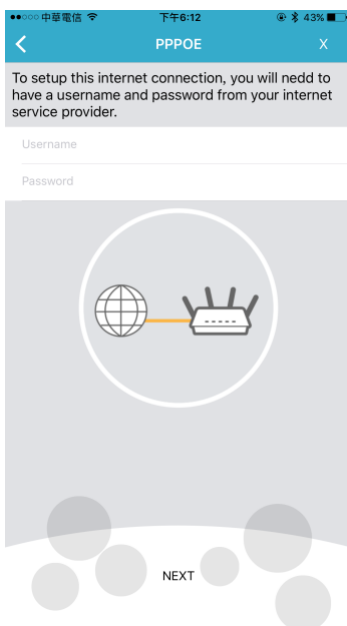 中華電信 下午6:12 43%
PPPOE X
To setup this internet connection, you will nedd to
have a username and password from your internet
service provider.
Username
Password
NEXT